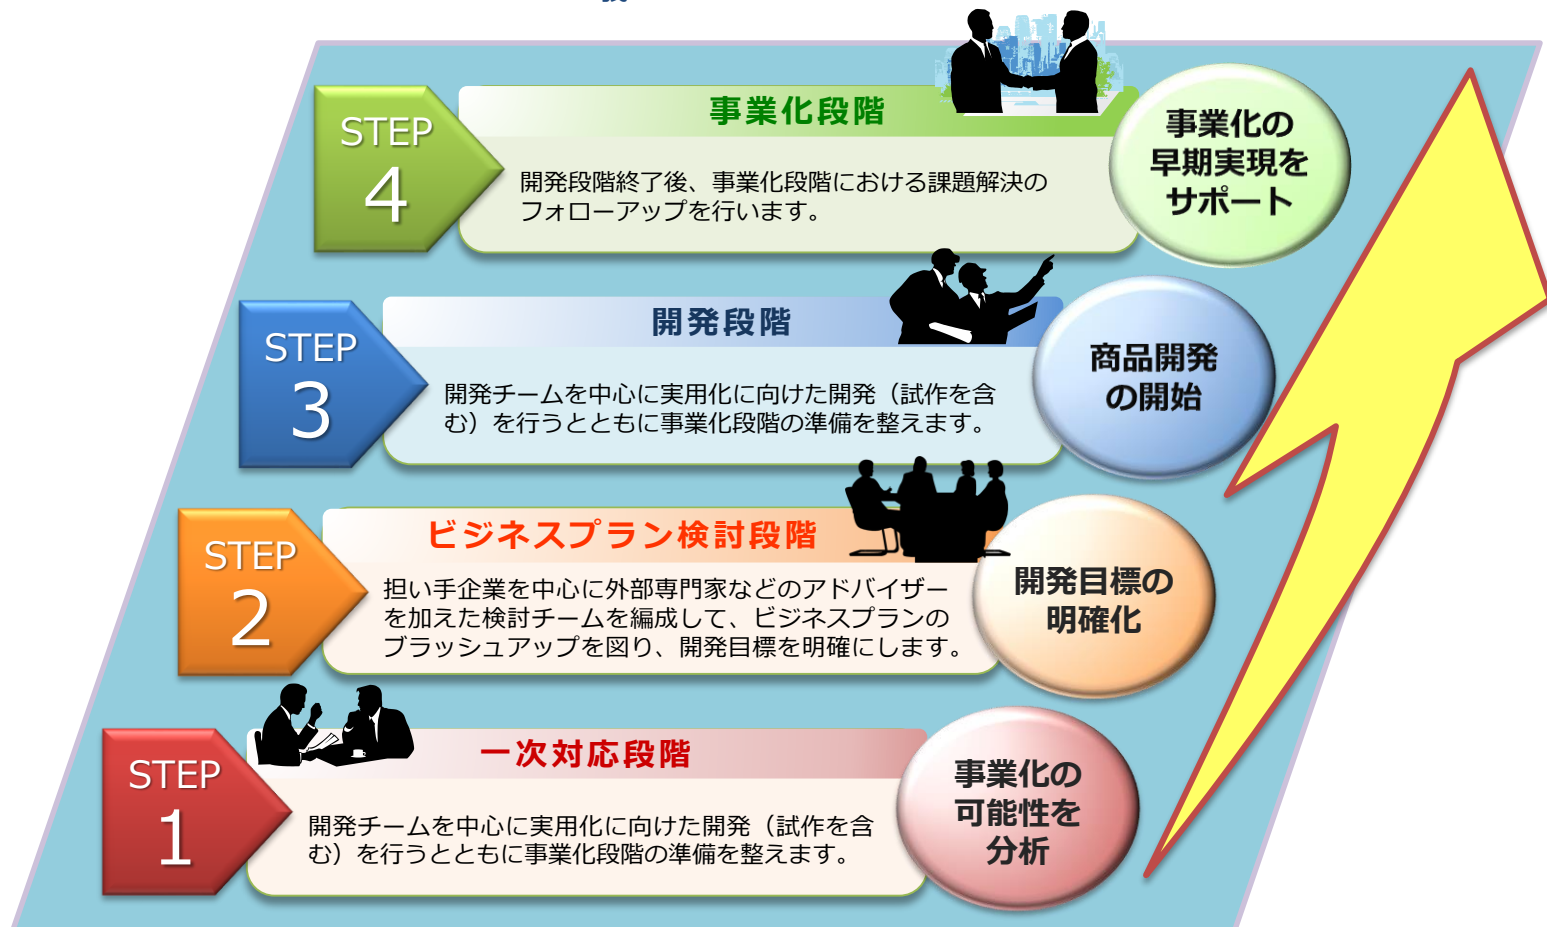 STEP
4
事業化段階
開発段階終了後、事業化段階における課題解決の
フォローアップを行います。
事業化の
早期実現を
サポート
STEP
3
開発段階
開発チームを中心に実用化に向けた開発（試作を含
む）を行うとともに事業化段階の準備を整えます。
商品開発
の開始
STEP
2
ビジネスプラン検討段階
担い手企業を中心に外部専門家などのアドバイザー
を加えた検討チームを編成して、ビジネスプランの
ブラッシュアップを図り、開発目標を明確にします。
開発目標の
明確化
STEP
1
一次対応段階
開発チームを中心に実用化に向けた開発（試作を含
む）を行うとともに事業化段階の準備を整えます。
事業化の
可能性を
分析